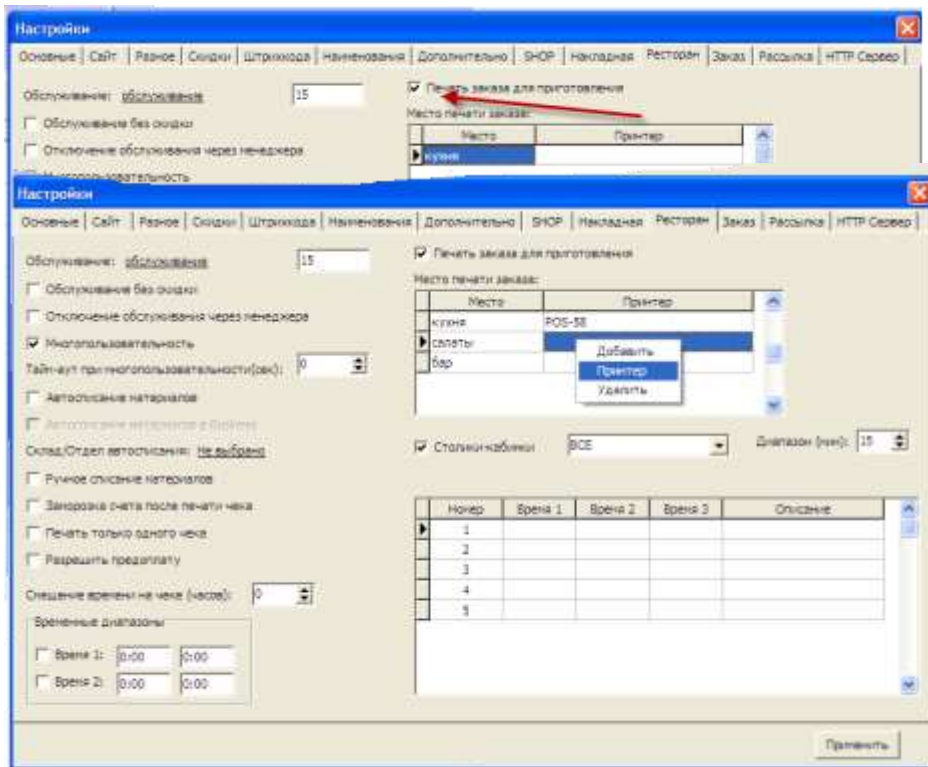 Настройки
Основные Сайт Разное Скидки Штрихкода Наименования Дополнительно SHOP Накладная Ресторан Заказ Рассылка HTTP Сервер
Обслуживание: обслуживание 15
Печать заказа для приготовления
Обслуживание без скидки
Место печати заказа:
Отключение обслуживания через менеджера
Место Принтер
кухня
Многопользовательность
Настройки
Основные Сайт Разное Скидки Штрихкода Наименования Дополнительно SHOP Накладная Ресторан Заказ Рассылка HTTP Сервер
Обслуживание: обслуживание 15
Печать заказа для приготовления
Обслуживание без скидки
Место печати заказа:
Отключение обслуживания через менеджера
Место Принтер
кухня POS-58
салаты
бар
Добавить
Принтер
Удалить
Многопользовательность
Тайм-аут при многопользовательности(сек): 0
Автосписание материалов
Автосписание материалов в
Склад/Отдел автосписания: Не выбрано
Столики-кабинки ВСЕ Диапазон (мин): 15
Ручное списание материалов
Заморозка счета после печати чека
Печать только одного чека
Разрешить предоплату
Смещение времени на чеке (часов): 0
Временные диапазоны
Время 1: 0:00 0:00
Время 2: 0:00 0:00
Номер Время 1 Время 2 Время 3 Описание
1
2
3
4
5
Применить